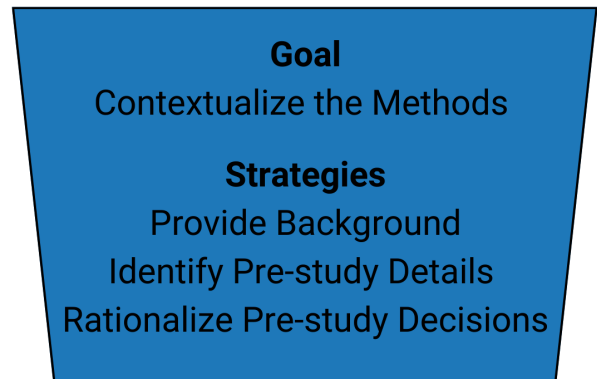 Goal
Contextualize the Methods
Strategies
Provide Background
Identify Pre-study Details
Rationalize Pre-study Decisions